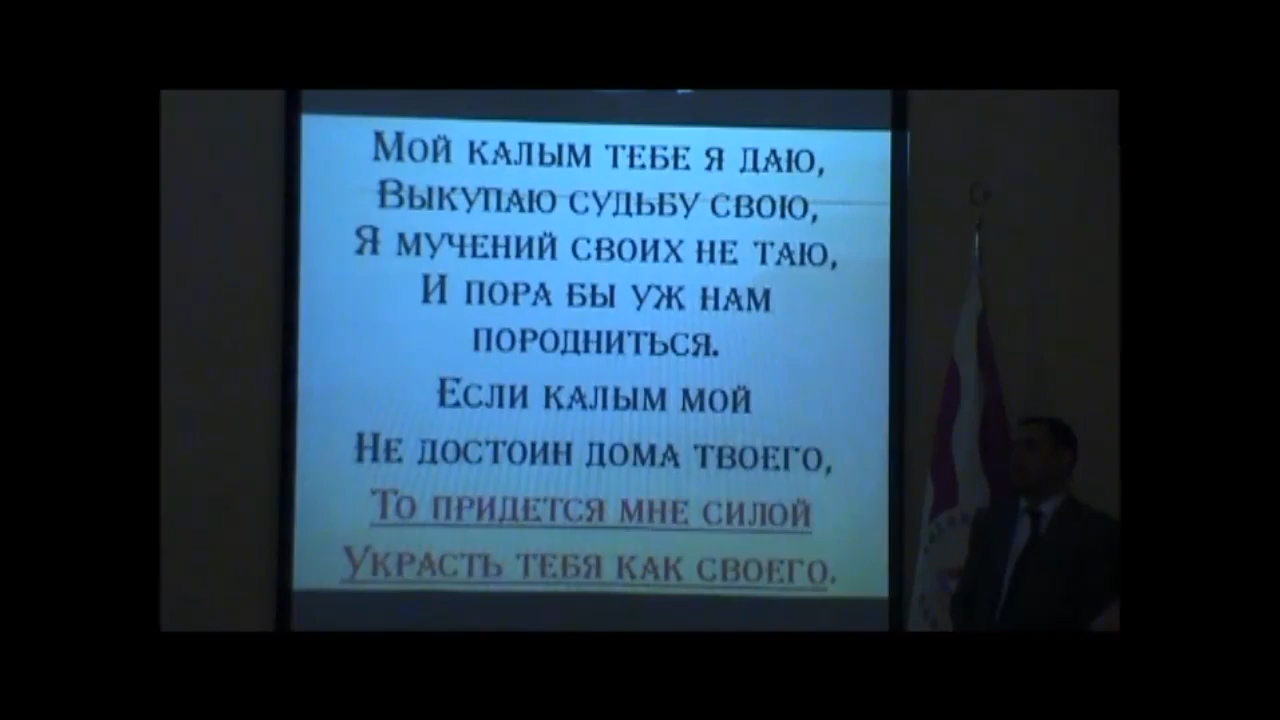 Мой калым тебе я даю,
Выкупаю судьбу свою,
Я мучений своих не таю,
И пора бы уж нам
породниться.
Если калым мой
Не достоин дома твоего,
То придется мне силой
Украсть тебя как своего.